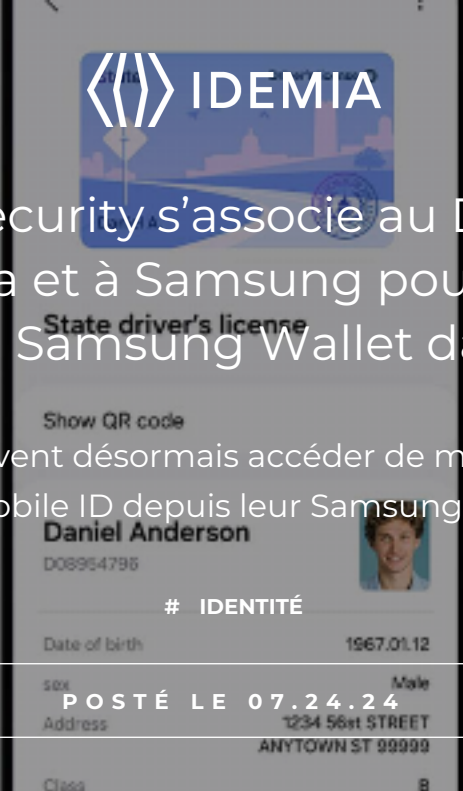 IDEMIA
ecurity s'associe au
a et à Samsung pou
State driver's license
Samsung Wallet da
Show QR code
vent désormais accéder de m
obile ID depuis leur Samsung
Daniel Anderson
D08954796
# IDENTITÉ
Date of birth 1967.01.12
sex Male
POSTÉ LE 07.24.24
Address 1234 56st STREET
ANYTOWN ST 99999
Class B